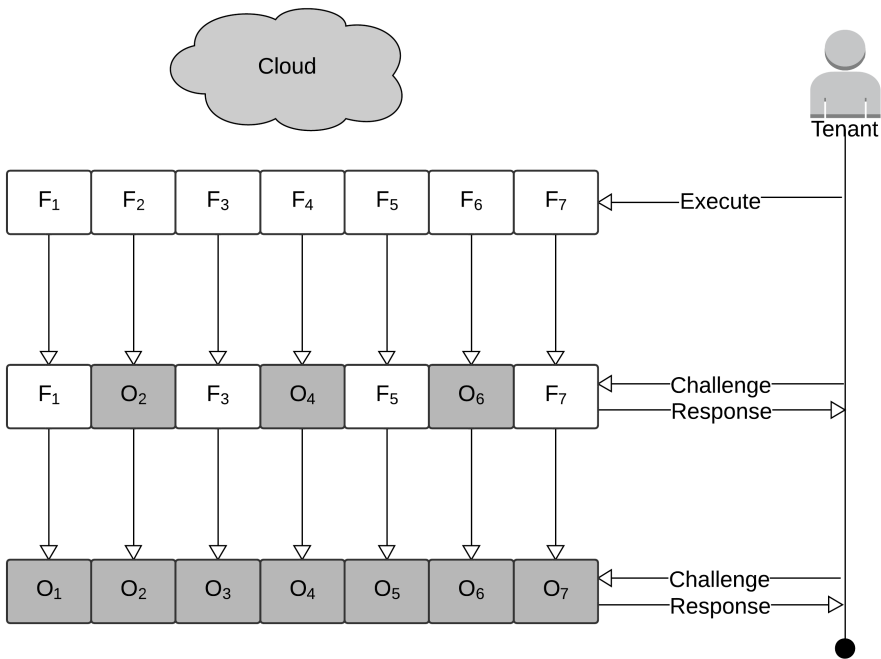 Cloud
Tenant
F1 F2 F3 F4 F5 F6 F7
Execute
F1 O2 F3 O4 F5 O6 F7
Challenge
Response
O1 O2 O3 O4 O5 O6 O7
Challenge
Response